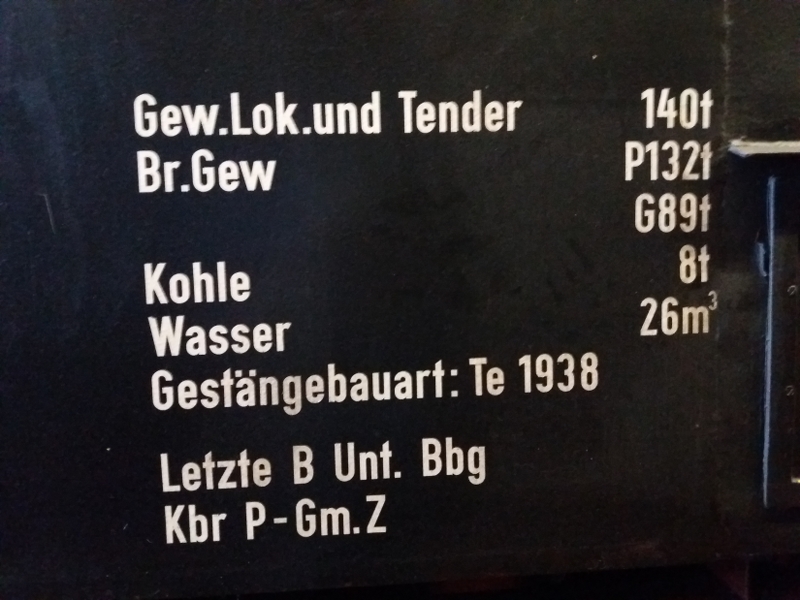 Gew.Lok.und Tender 140t
Br.Gew P132t
G89t
Kohle 8t
Wasser 26m³
Gestängebauart: Te 1938
Letzte B Unt. Bbg
Kbr P-Gm.Z